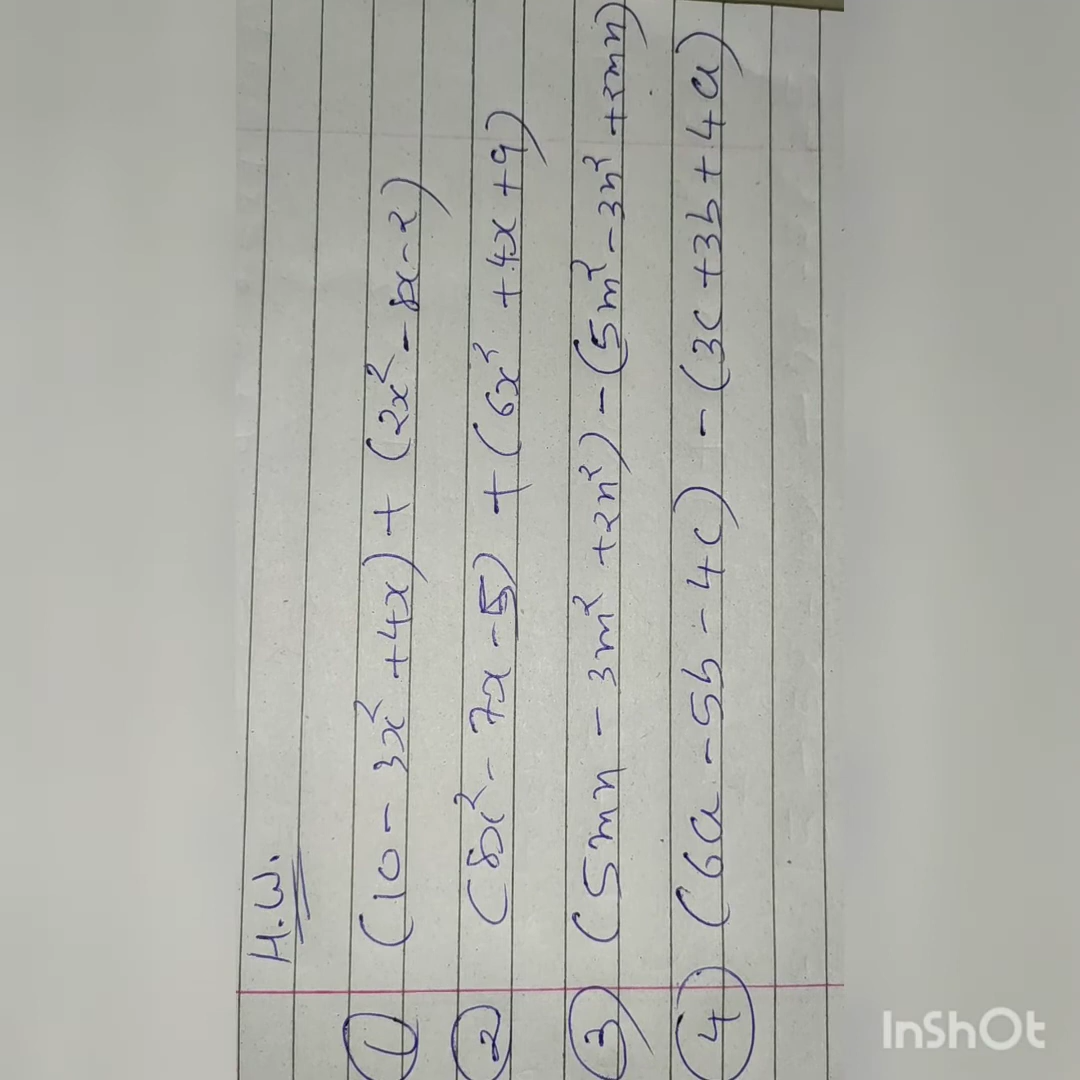 H.W.
① (10 - 3x² + 4x) + (2x² - 8x - 2)
② (8x² - 7x - 5) + (6x² + 4x + 9)
③ (5mn - 3m² + 2n²) - (5m² - 3n² + 2mn)
④ (6a - 5b - 4c) - (3c + 3b + 4a)
InShOt